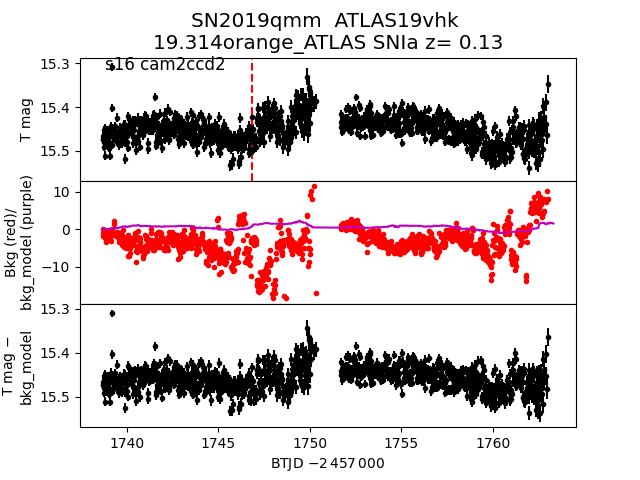 SN2019qmm  ATLAS19vhk
19.314orange_ATLAS SNIa z= 0.13
s16 cam2ccd2
15.3
15.4
15.5
T mag
10
0
−10
Bkg (red)/
bkg_model (purple)
15.3
15.4
15.5
T mag −
bkg_model
1740
1745
1750
1755
1760
BTJD −2 457 000